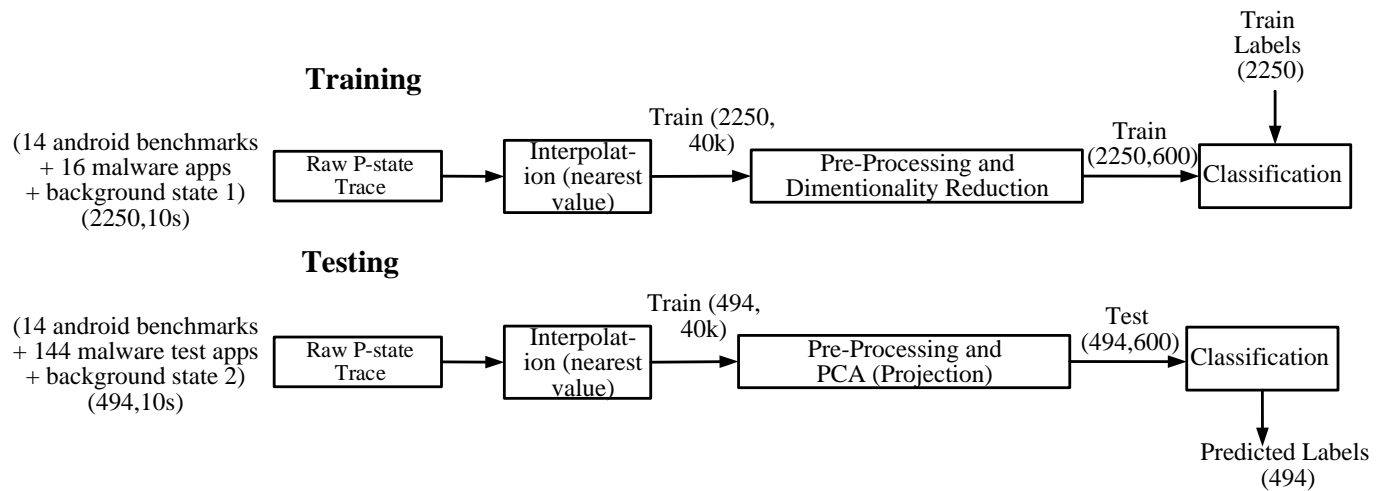 Training
(14 android benchmarks
+ 16 malware apps
+ background state 1)
(2250,10s)
Raw P-state
Trace
Interpolat-
ion (nearest
value)
Train (2250,
40k)
Pre-Processing and
Dimentionality Reduction
Train
(2250,600)
Train
Labels
(2250)
Classification
Testing
(14 android benchmarks
+ 144 malware test apps
+ background state 2)
(494,10s)
Raw P-state
Trace
Interpolat-
ion (nearest
value)
Train (494,
40k)
Pre-Processing and
PCA (Projection)
Test
(494,600)
Classification
Predicted Labels
(494)